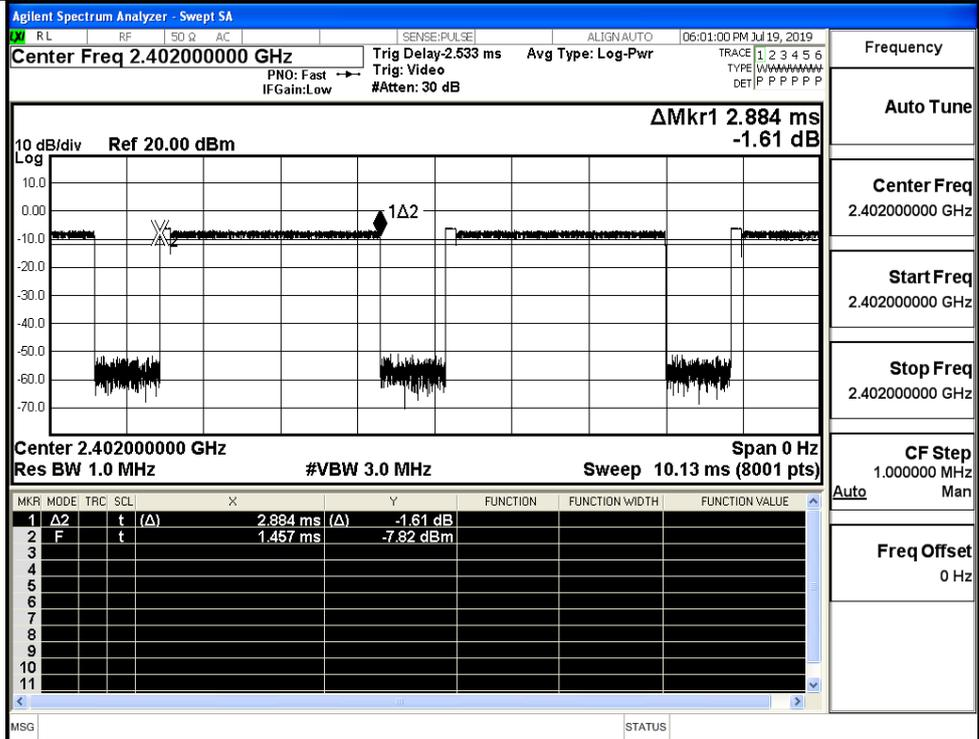 Agilent Spectrum Analyzer - Swept SA
LXI RL RF 50 Ω AC SENSE:PULSE ALIGN AUTO 06:01:00 PM Jul 19, 2019
Center Freq 2.402000000 GHz
PNO: Fast
IFGain:Low
Trig Delay-2.533 ms
Trig: Video
#Atten: 30 dB
Avg Type: Log-Pwr
TRACE 1 2 3 4 5 6
TYPE WWWWWW
DET P P P P P P
ΔMkr1 2.884 ms
-1.61 dB
10 dB/div Ref 20.00 dBm
Log
10.0
0.00
-10.0
-20.0
-30.0
-40.0
-50.0
-60.0
-70.0
1Δ2
2
Center 2.402000000 GHz Span 0 Hz
Res BW 1.0 MHz #VBW 3.0 MHz Sweep 10.13 ms (8001 pts)
MKR MODE TRC SCL X Y FUNCTION FUNCTION WIDTH FUNCTION VALUE
1 Δ2 t (Δ) 2.884 ms (Δ) -1.61 dB
2 F t 1.457 ms -7.82 dBm
3
4
5
6
7
8
9
10
11
MSG STATUS
Frequency
Auto Tune
Center Freq
2.402000000 GHz
Start Freq
2.402000000 GHz
Stop Freq
2.402000000 GHz
CF Step
1.000000 MHz
Auto Man
Freq Offset
0 Hz